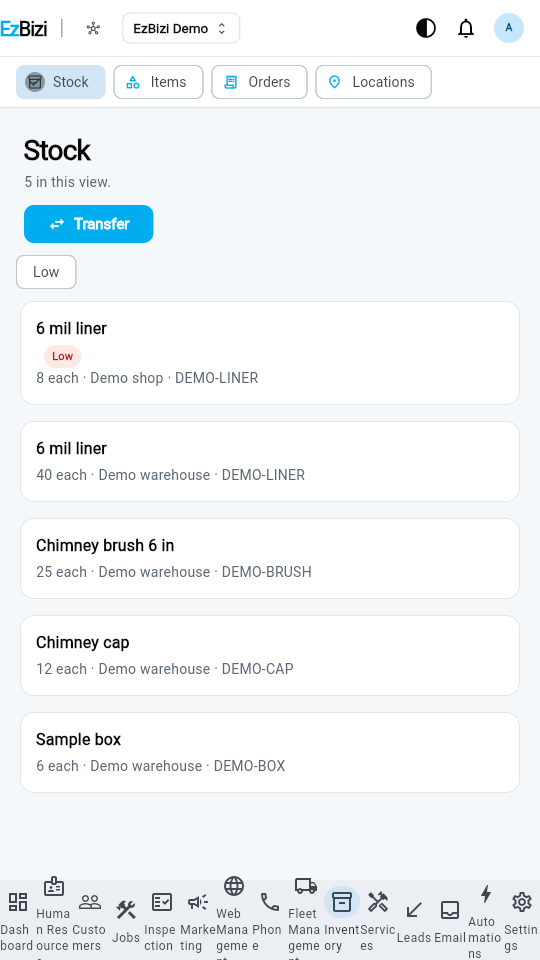 EzBizi
EzBizi Demo
A
Stock
Items
Orders
Locations
Stock
5 in this view.
Transfer
Low
6 mil liner
Low
8 each · Demo shop · DEMO-LINER
6 mil liner
40 each · Demo warehouse · DEMO-LINER
Chimney brush 6 in
25 each · Demo warehouse · DEMO-BRUSH
Chimney cap
12 each · Demo warehouse · DEMO-CAP
Sample box
6 each · Demo warehouse · DEMO-BOX
Dash
board
Huma
n Res
ource
Custo
mers
Jobs
Inspe
ction
Marke
ting
Web
Mana
geme
nt
Phon
e
Fleet
Mana
geme
nt
Invent
ory
Servic
es
Leads
Email
Auto
matio
ns
Settin
gs